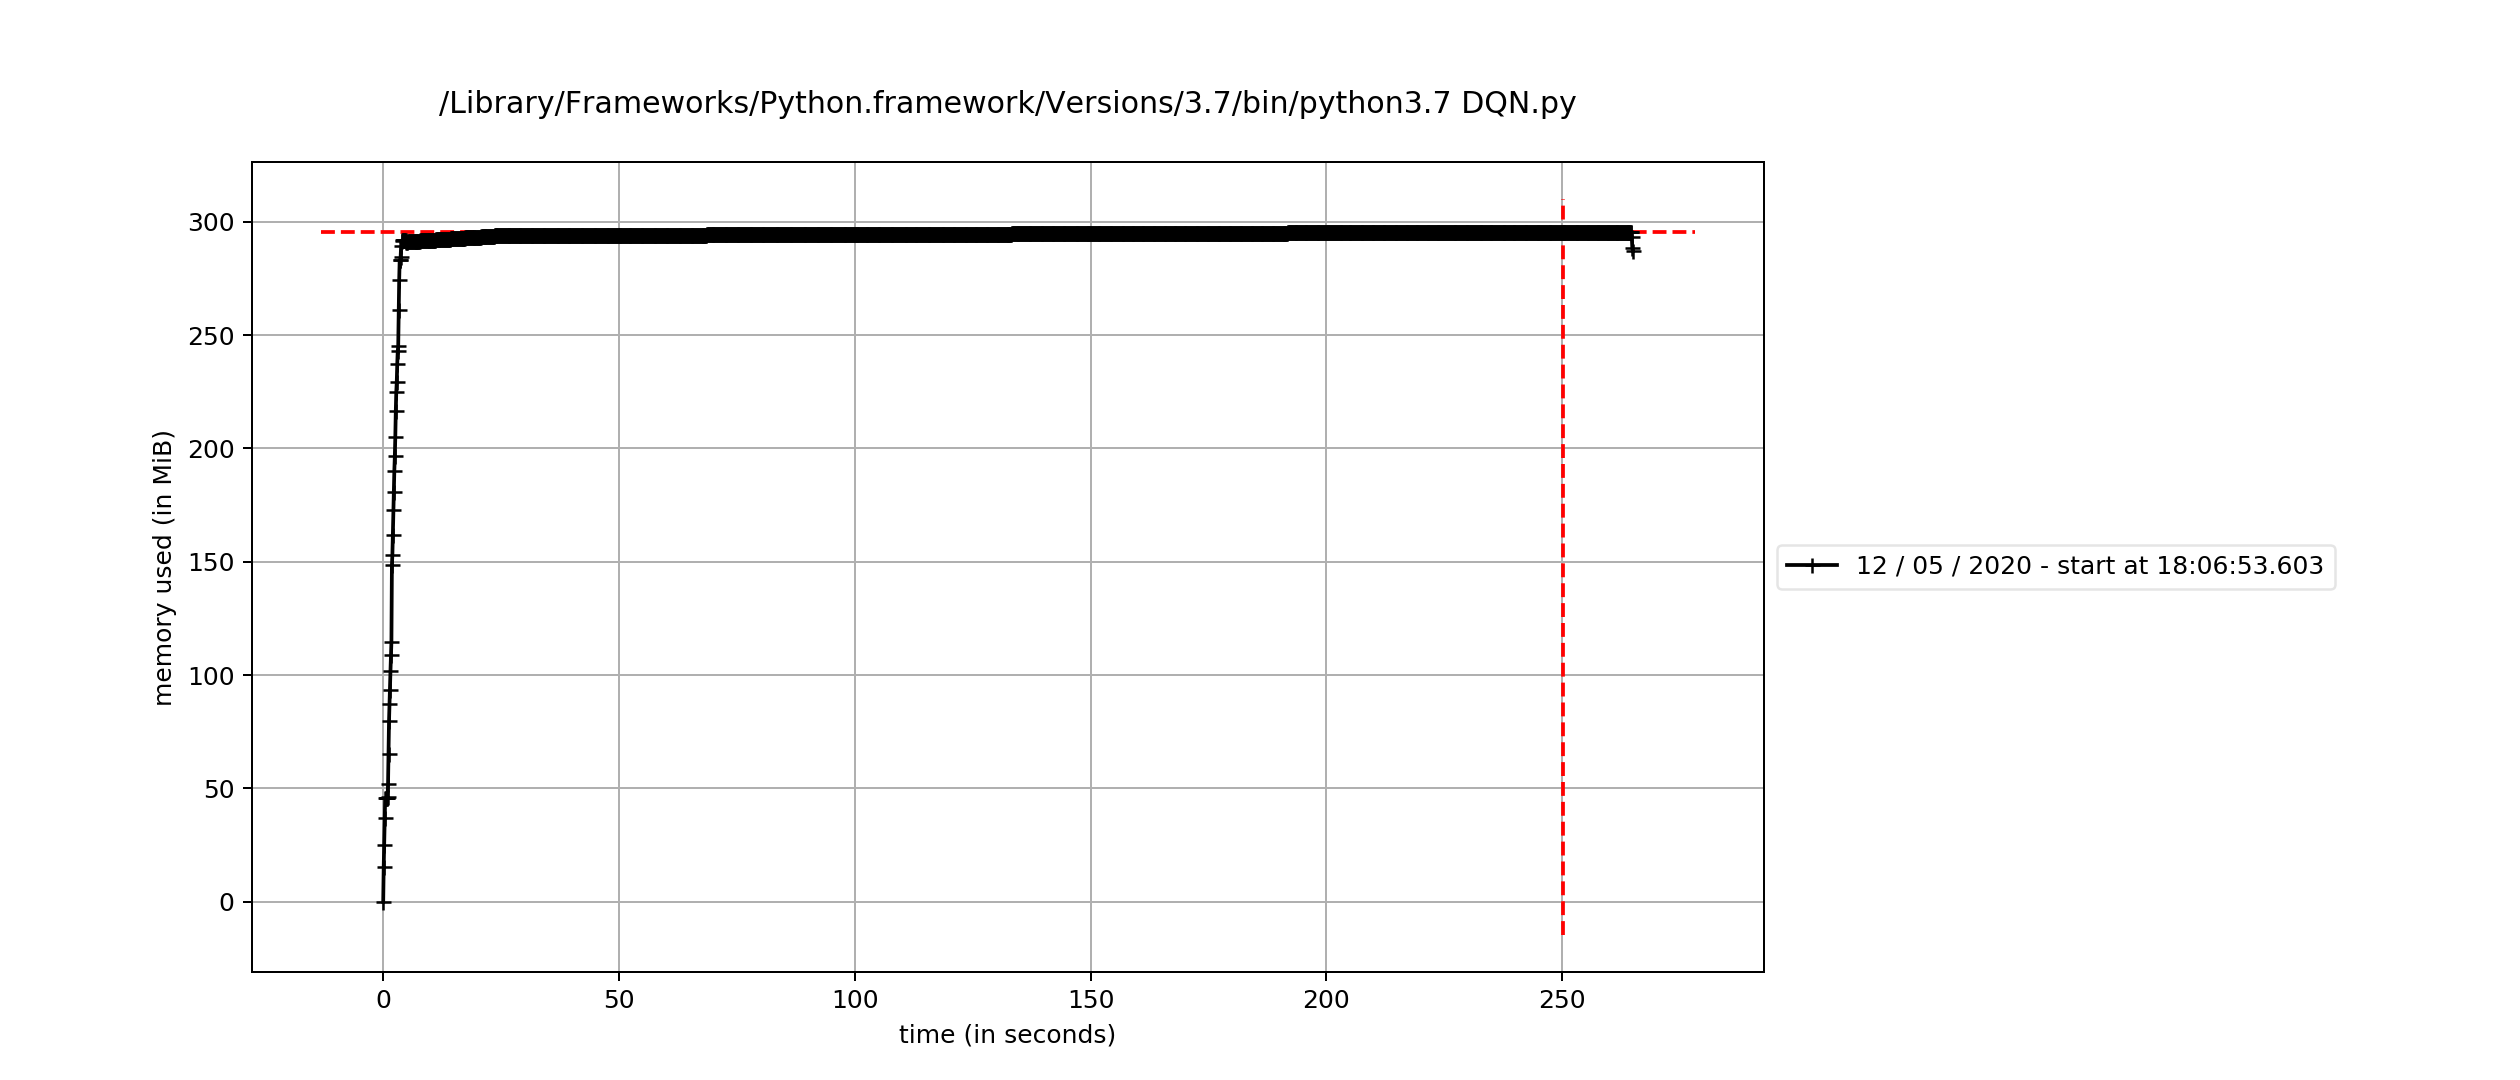 /Library/Frameworks/Python.framework/Versions/3.7/bin/python3.7 DQN.py
memory used (in MiB)
300
250
200
150
100
50
0
0 50 100 150 200 250
time (in seconds)
12 / 05 / 2020 - start at 18:06:53.603